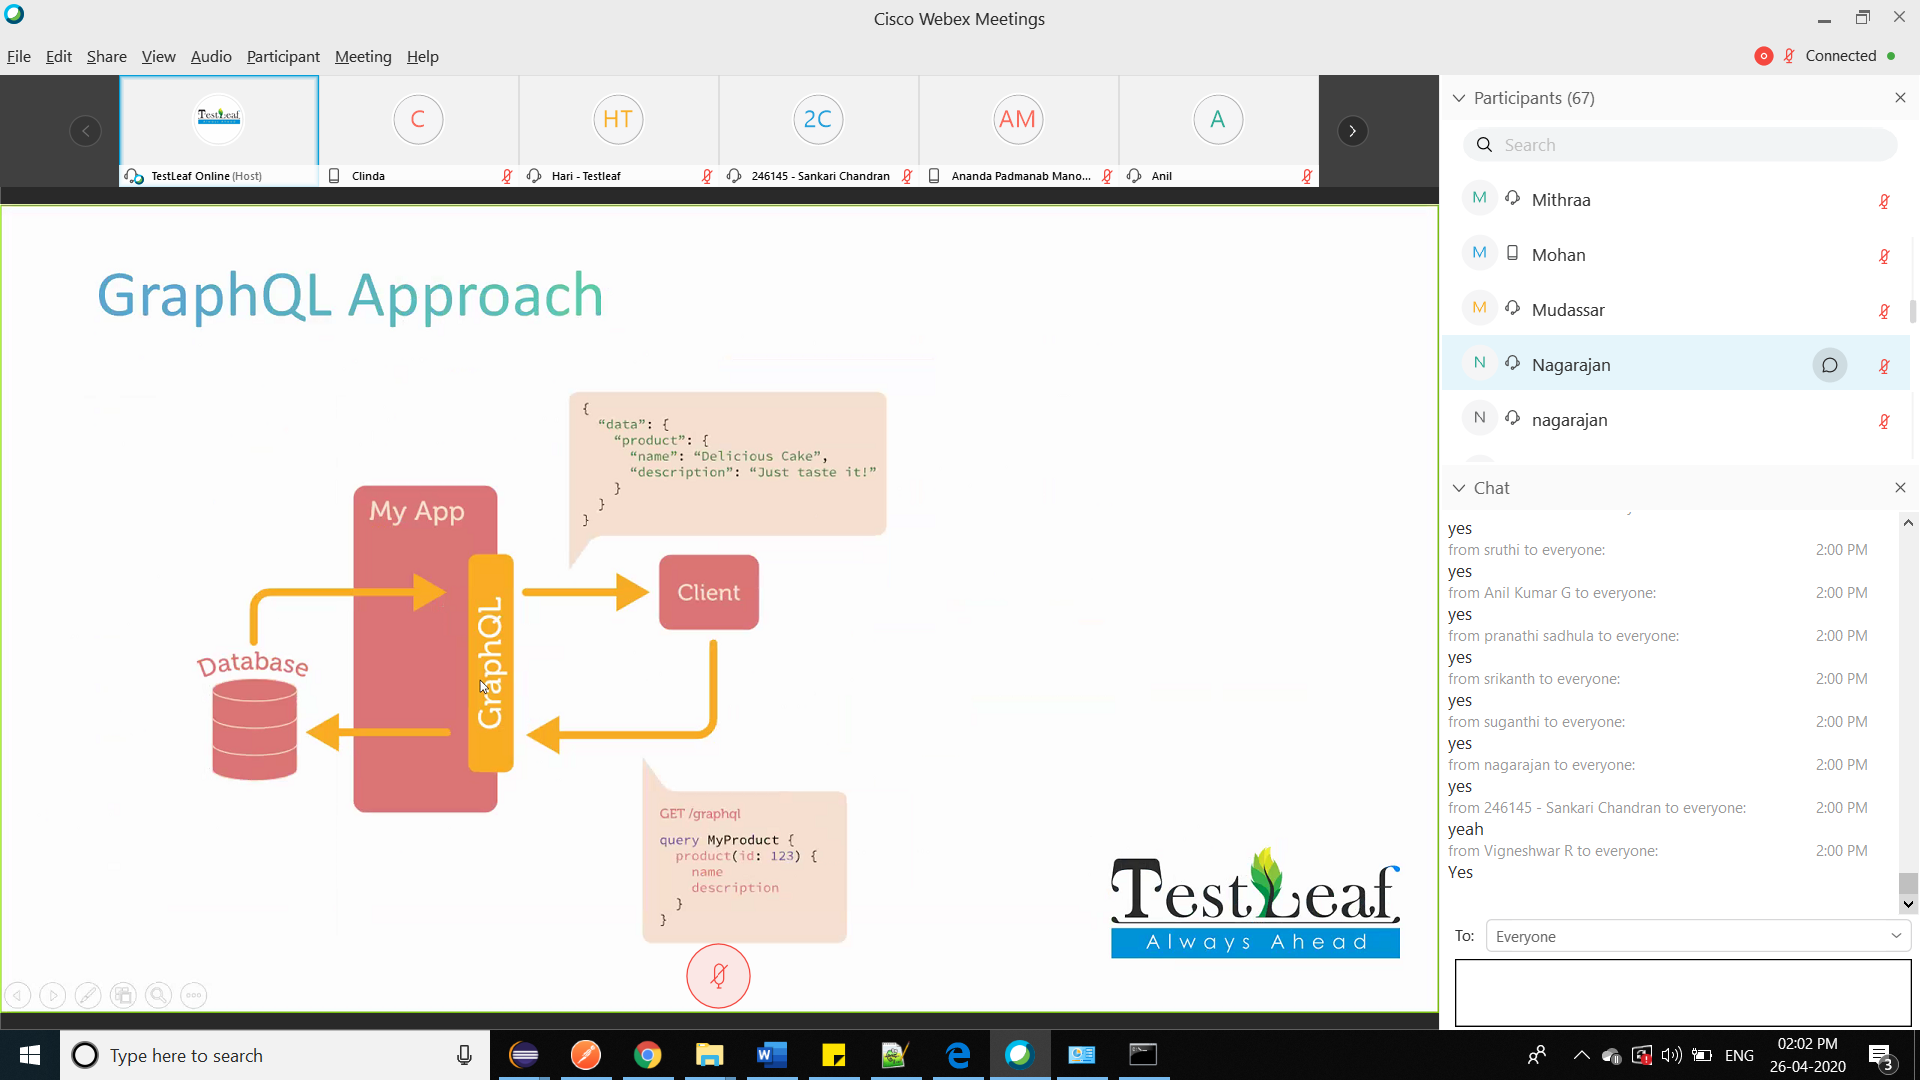 Cisco Webex Meetings
File Edit Share View Audio Participant Meeting Help
Connected
TestLeaf
C
HT
2C
AM
A
TestLeaf Online (Host)
Clinda
Hari - Testleaf
246145 - Sankari Chandran
Ananda Padmanab Mano...
Anil
GraphQL Approach
{
“data”: {
“product”: {
“name”: “Delicious Cake”,
“description”: “Just taste it!”
}
}
}
My App
GraphQL
Client
Database
GET /graphql
query MyProduct {
product(id: 123) {
name
description
}
}
TestLeaf
Always Ahead
Participants (67)
Search
M Mithraa
M Mohan
M Mudassar
N Nagarajan
N nagarajan
Chat
yes
from sruthi to everyone: 2:00 PM
yes
from Anil Kumar G to everyone: 2:00 PM
yes
from pranathi sadhula to everyone: 2:00 PM
yes
from srikanth to everyone: 2:00 PM
yes
from suganthi to everyone: 2:00 PM
yes
from nagarajan to everyone: 2:00 PM
yes
from 246145 - Sankari Chandran to everyone: 2:00 PM
yeah
from Vigneshwar R to everyone: 2:00 PM
Yes
To: Everyone
Type here to search
ENG
02:02 PM
26-04-2020
3